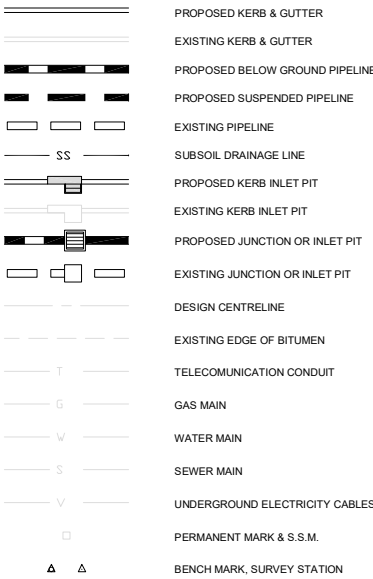 PROPOSED KERB & GUTTER
EXISTING KERB & GUTTER
PROPOSED BELOW GROUND PIPELINE
PROPOSED SUSPENDED PIPELINE
EXISTING PIPELINE
SS SUBSOIL DRAINAGE LINE
PROPOSED KERB INLET PIT
EXISTING KERB INLET PIT
PROPOSED JUNCTION OR INLET PIT
EXISTING JUNCTION OR INLET PIT
DESIGN CENTRELINE
EXISTING EDGE OF BITUMEN
T TELECOMUNICATION CONDUIT
G GAS MAIN
W WATER MAIN
S SEWER MAIN
V UNDERGROUND ELECTRICITY CABLES
PERMANENT MARK & S.S.M.
BENCH MARK, SURVEY STATION